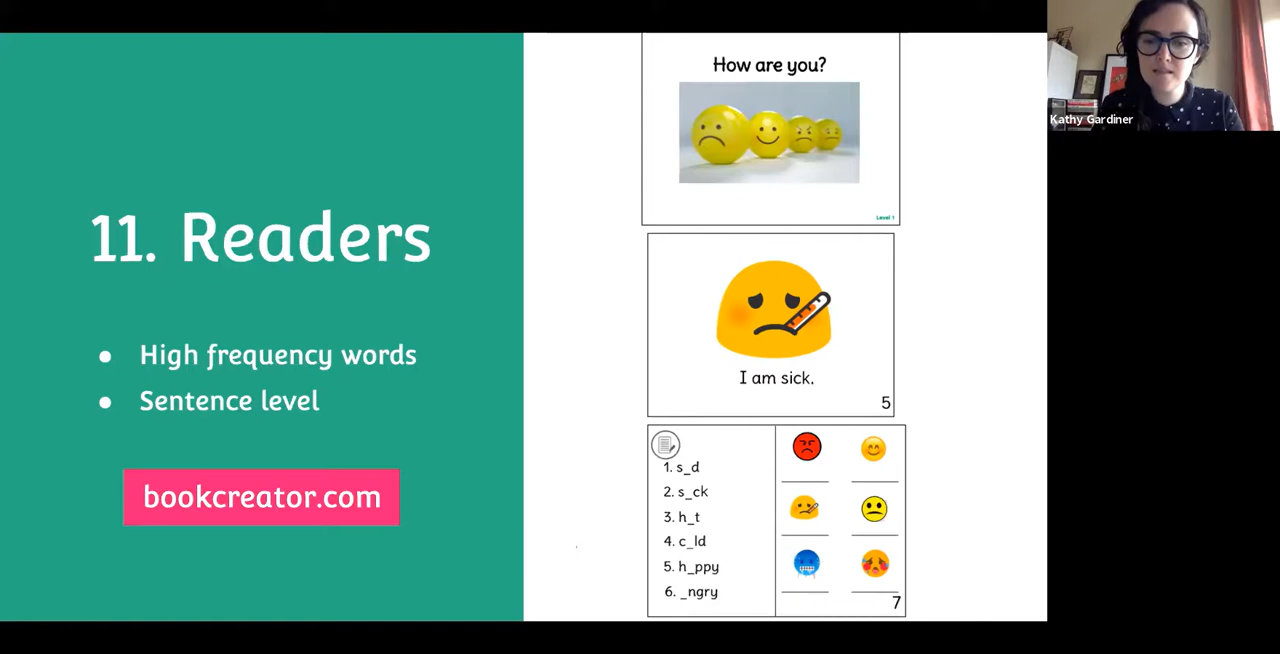 11. Readers
● High frequency words
● Sentence level
bookcreator.com
How are you?
Level 1
I am sick.
5
1. s_d
2. s_ck
3. h_t
4. c_ld
5. h_ppy
6. _ngry
7
Kathy Gardiner